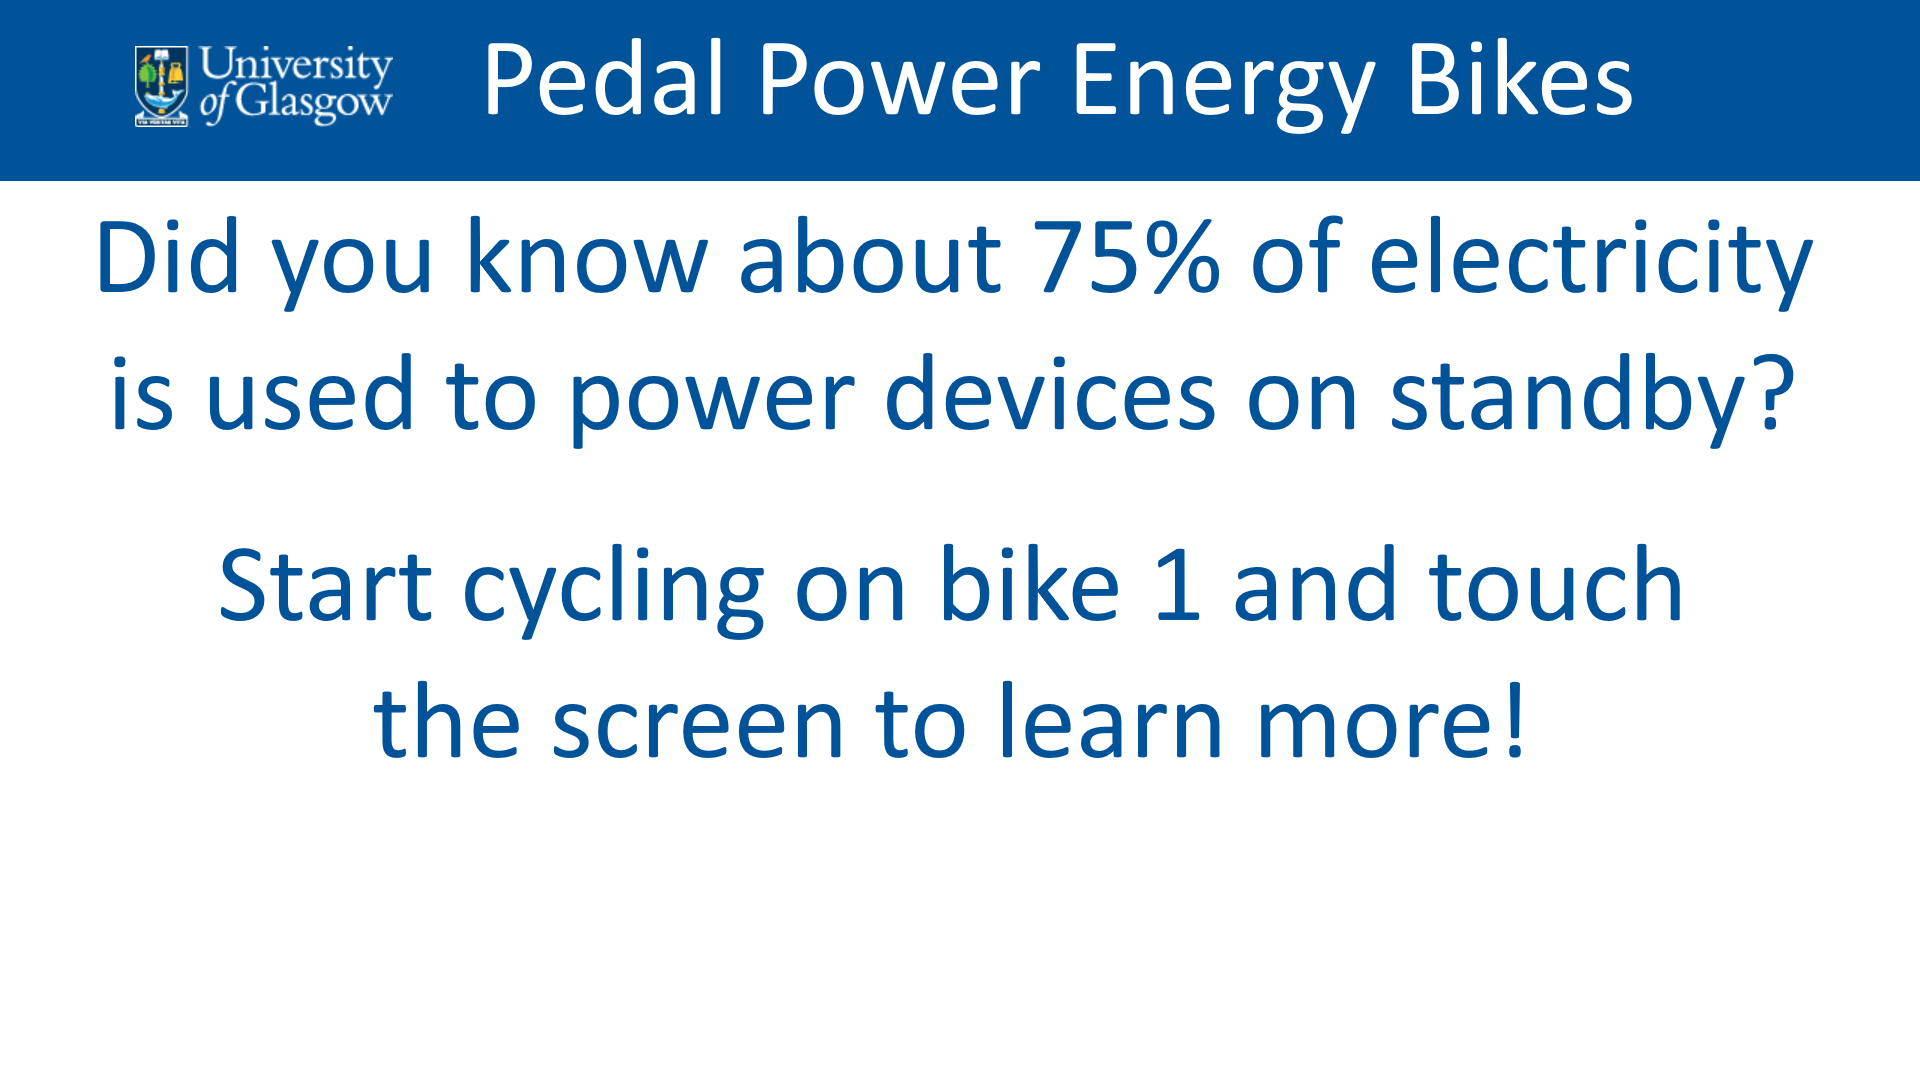 University
of Glasgow
Pedal Power Energy Bikes
Did you know about 75% of electricity
is used to power devices on standby?
Start cycling on bike 1 and touch
the screen to learn more!